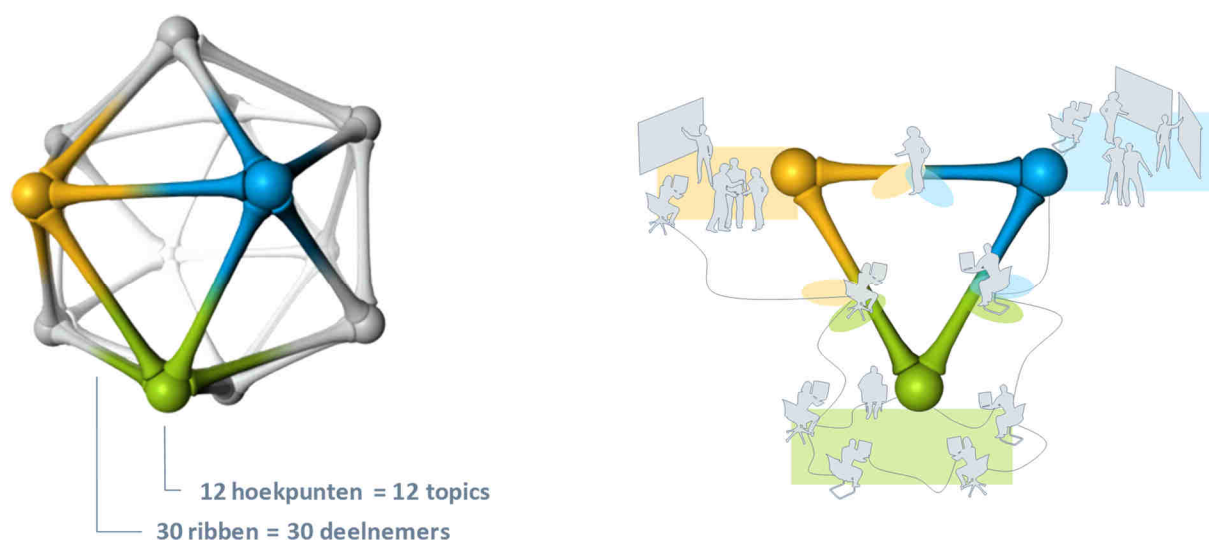 12 hoekpunten = 12 topics
30 ribben = 30 deelnemers